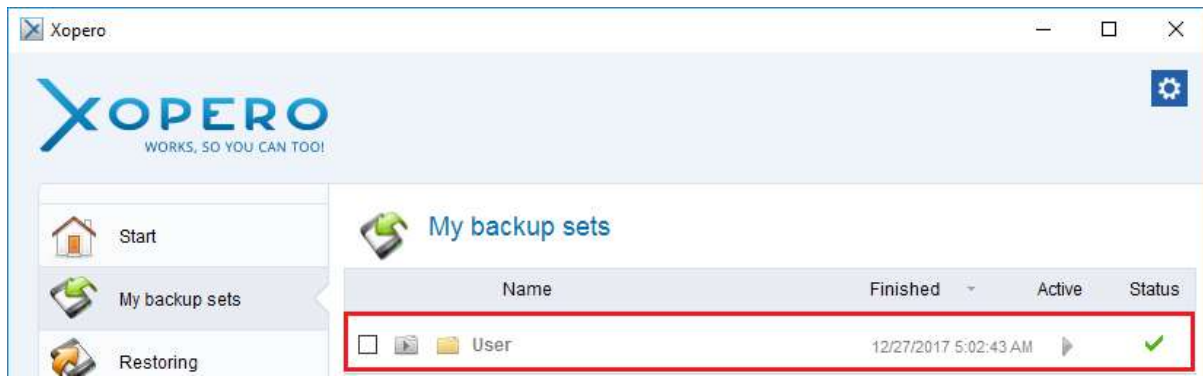 Xopero
XOPERO
WORKS, SO YOU CAN TOO!
Start
My backup sets
Restoring
My backup sets
Name Finished Active Status
User 12/27/2017 5:02:43 AM